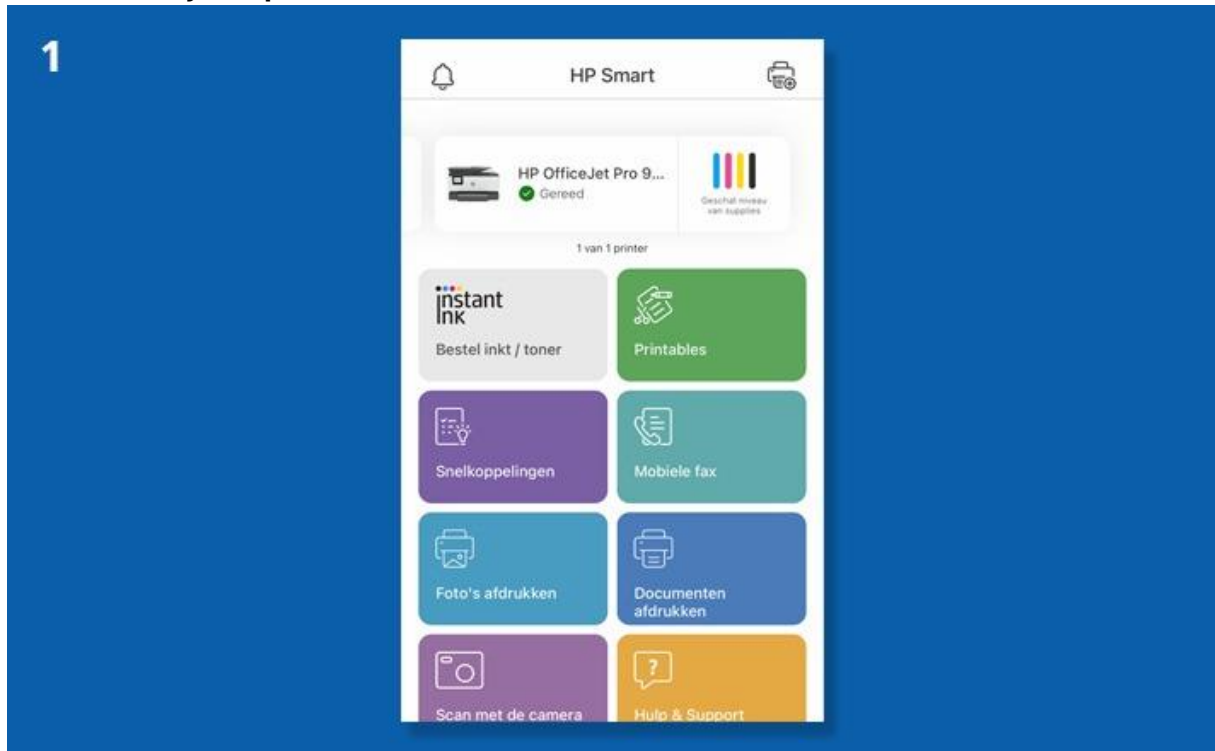 1
HP Smart
HP OfficeJet Pro 9...
Gereed
Geschat niveau
van supplies
1 van 1 printer
instant
ink
Bestel inkt / toner
Printables
Snelkoppelingen
Mobiele fax
Foto's afdrukken
Documenten
afdrukken
?
Scan met de camera
Hulp & Support